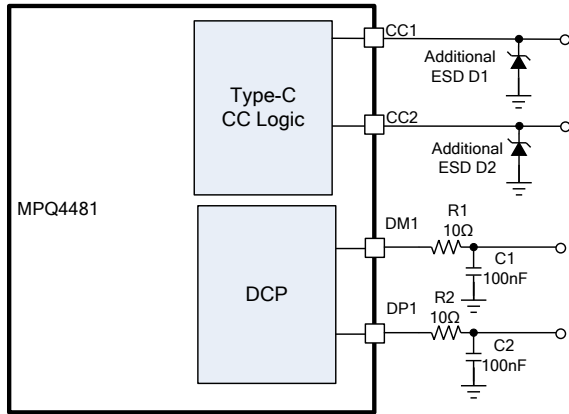 CC1
Additional
ESD D1
Type-C
CC Logic
CC2
Additional
ESD D2
MPQ4481
DM1
R1
10Ω
C1
100nF
DCP
DP1
R2
10Ω
C2
100nF